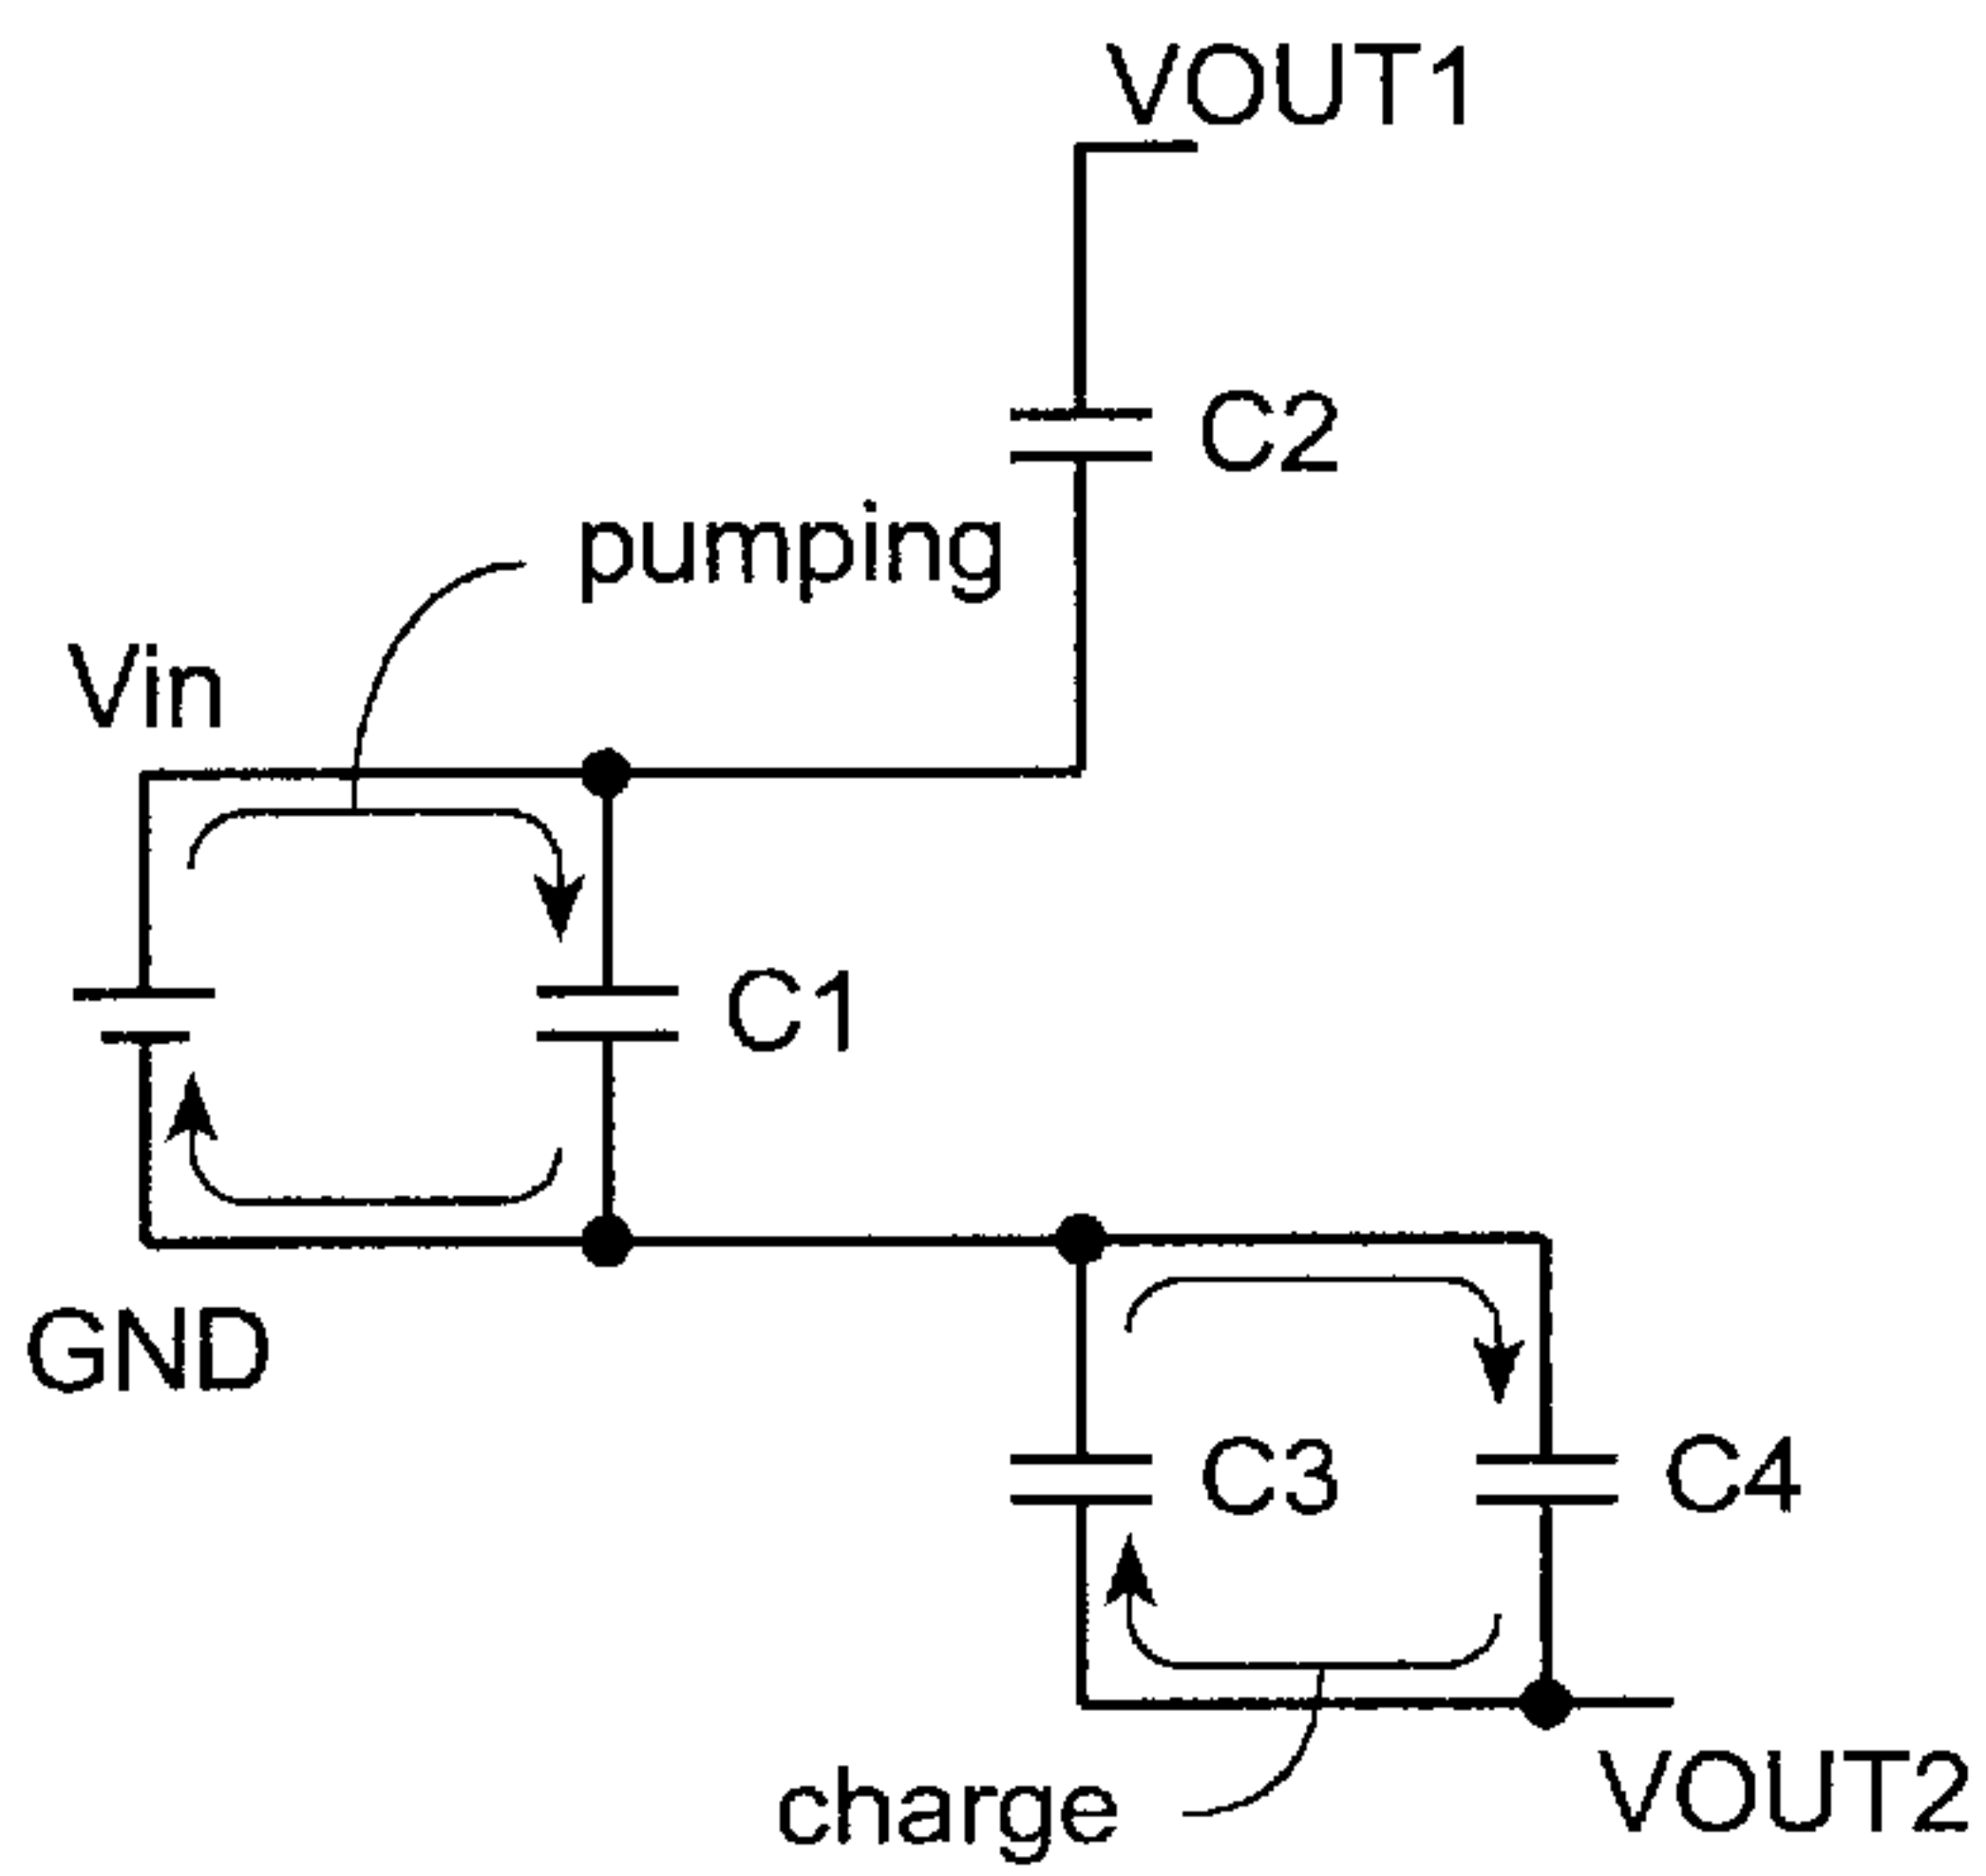 VOUT1
C2
pumping
Vin
C1
GND
C3
C4
VOUT2
charge